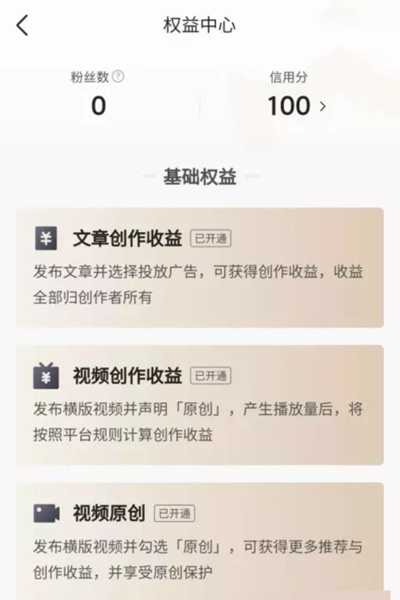 权益中心
粉丝数 ? 信用分
0 100 >
基础权益
¥ 文章创作收益 已开通
发布文章并选择投放广告，可获得创作收益，收益
全部归创作者所有
¥ 视频创作收益 已开通
发布横版视频并声明「原创」，产生播放量后，将
按照平台规则计算创作收益
视频原创 已开通
发布横版视频并勾选「原创」，可获得更多推荐与
创作收益，并享受原创保护